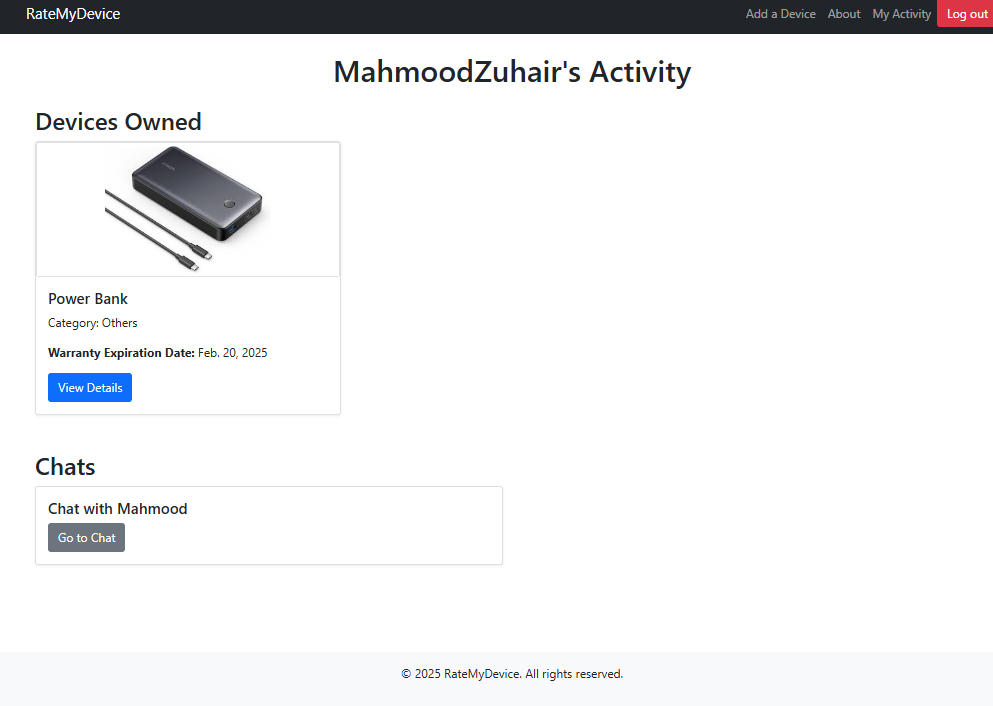 RateMyDevice
Add a Device About My Activity Log out
MahmoodZuhair's Activity
Devices Owned
Power Bank
Category: Others
Warranty Expiration Date: Feb. 20, 2025
View Details
Chats
Chat with Mahmood
Go to Chat
© 2025 RateMyDevice. All rights reserved.